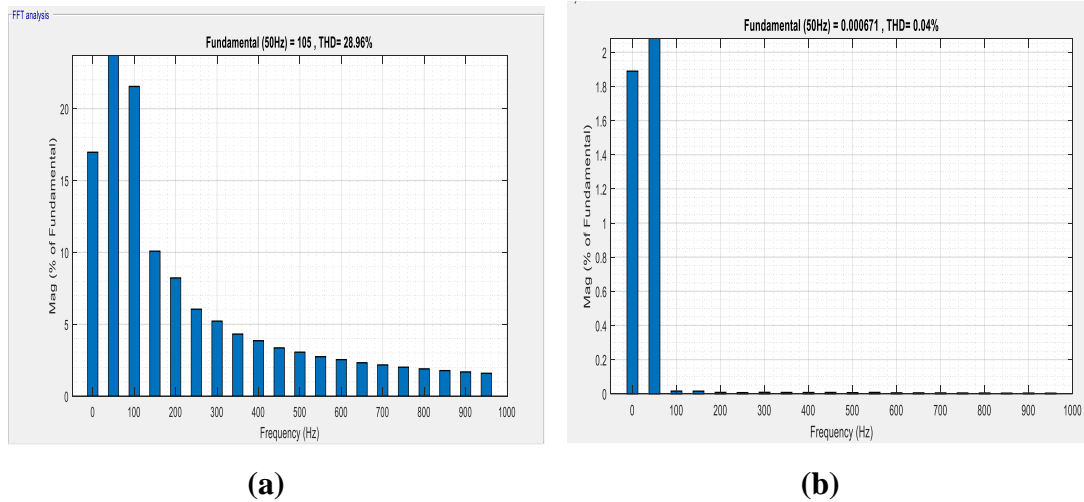 FFT analysis
Fundamental (50Hz) = 105 , THD= 28.96%
20
15
10
5
0
Mag (% of Fundamental)
0 100 200 300 400 500 600 700 800 900 1000
Frequency (Hz)
(a)
Fundamental (50Hz) = 0.000671 , THD= 0.04%
2
1.8
1.6
1.4
1.2
1
0.8
0.6
0.4
0.2
0
Mag (% of Fundamental)
0 100 200 300 400 500 600 700 800 900 1000
Frequency (Hz)
(b)